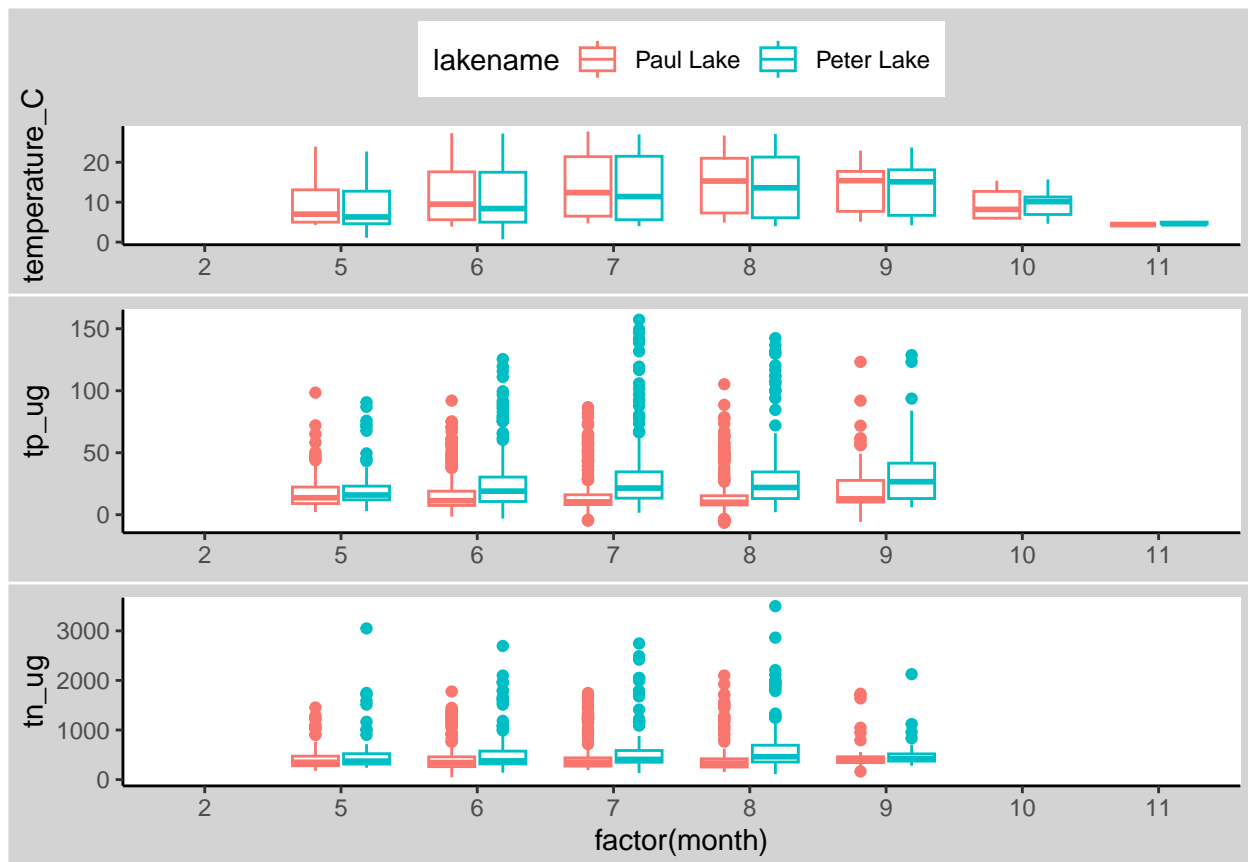 lakename Paul Lake Peter Lake
temperature_C
20
10
0
2 5 6 7 8 9 10 11
tp_ug
150
100
50
0
2 5 6 7 8 9 10 11
tn_ug
3000
2000
1000
0
2 5 6 7 8 9 10 11
factor(month)